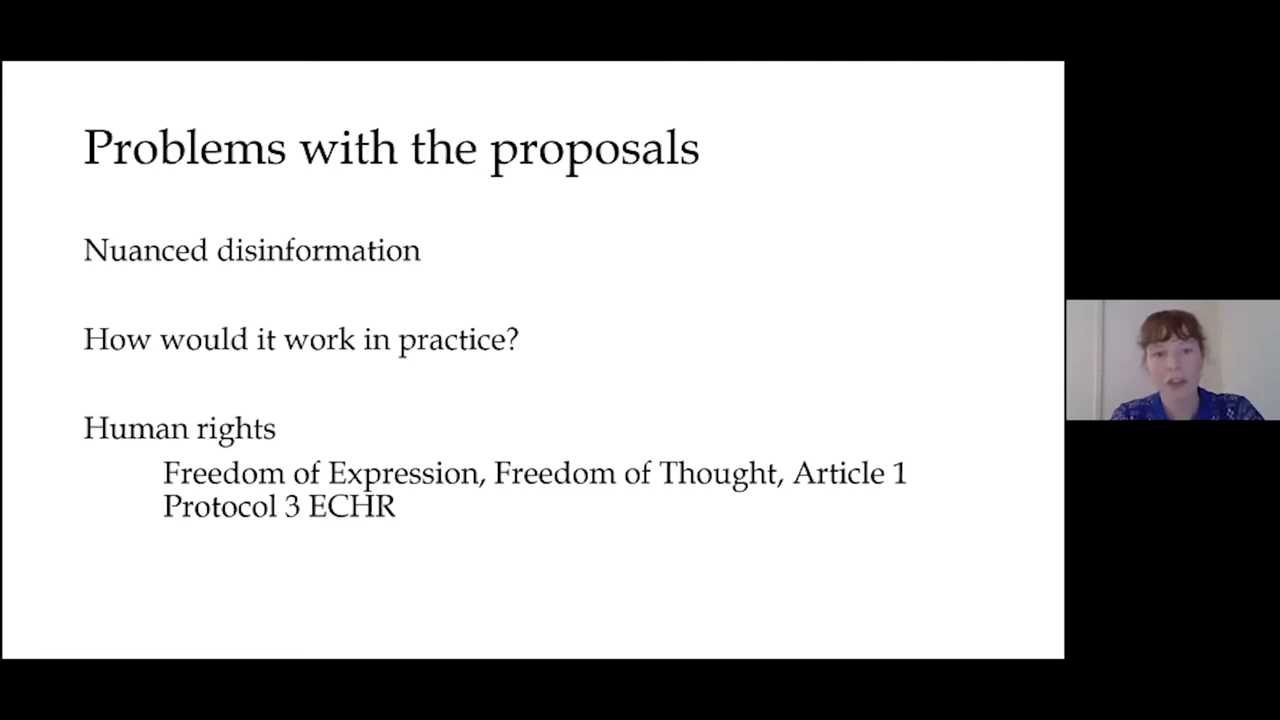 Problems with the proposals
Nuanced disinformation
How would it work in practice?
Human rights
Freedom of Expression, Freedom of Thought, Article 1
Protocol 3 ECHR